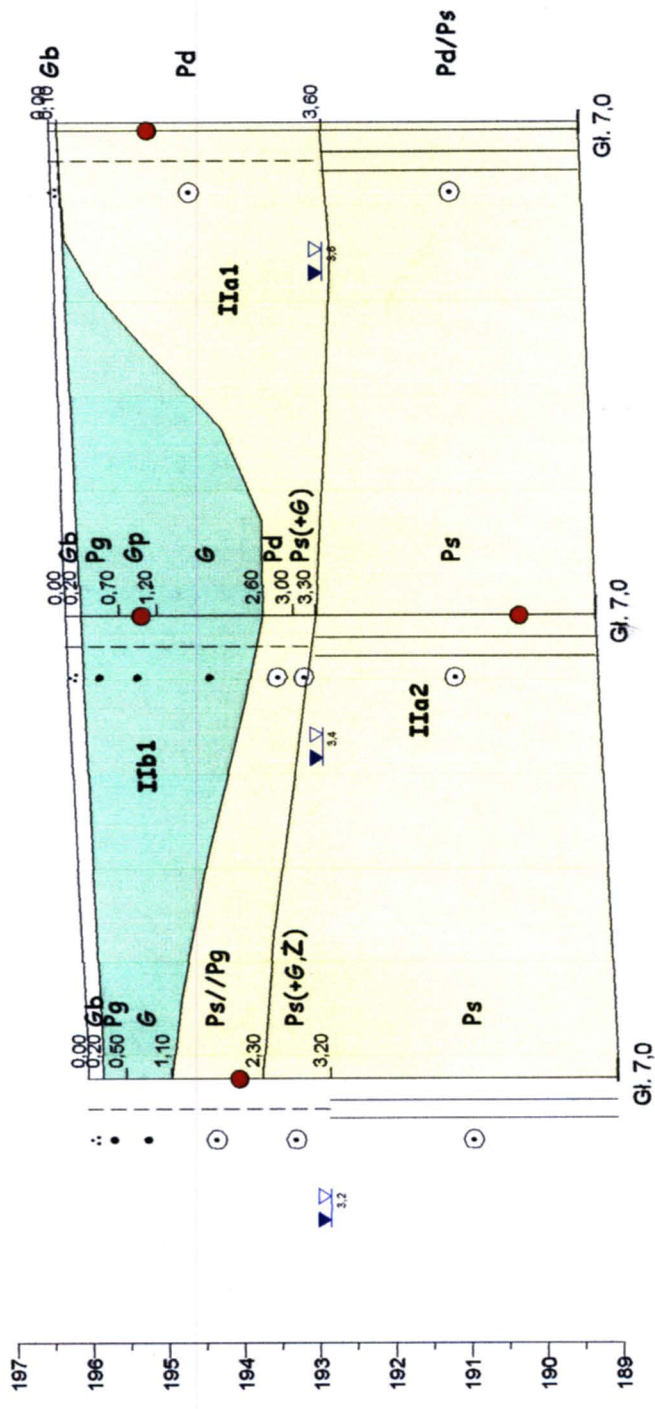 197
196
195
194
193
192
191
190
189
3,2
0,00
0,20
Gb
0,50
Pg
1,10
G
Ps//Pg
2,30
Ps(+G,Ż)
3,20
Ps
Gł. 7,0
IIb1
3,4
IIa2
0,00
0,20
Gb
Pg
0,70
Gp
1,20
G
2,60
Pd
3,00
3,30
Ps(+G)
Ps
Gł. 7,0
IIa1
3,6
0,00
0,10
Gb
Pd
3,60
Pd/Ps
Gł. 7,0